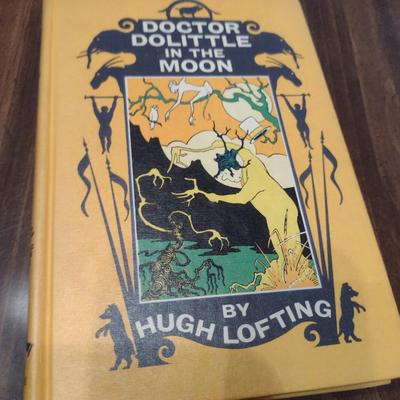 DOCTOR
DOLITTLE
IN THE
MOON
BY
HUGH LOFTING